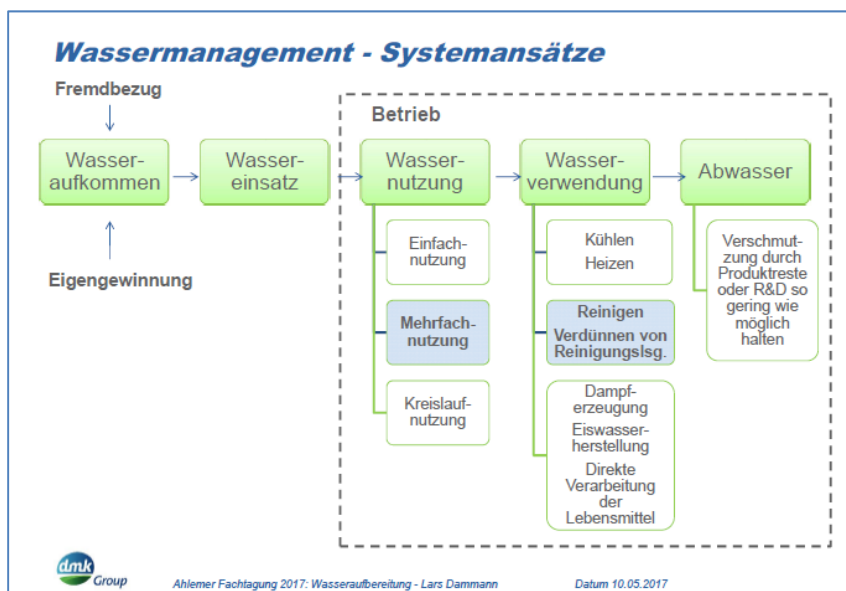 Wassermanagement - Systemansätze
Fremdbezug
Betrieb
Wasser-
aufkommen
Wasser-
einsatz
Wasser-
nutzung
Wasser-
verwendung
Abwasser
Eigengewinnung
Einfach-
nutzung
Mehrfach-
nutzung
Kreislauf-
nutzung
Kühlen
Heizen
Reinigen
Verdünnen von
Reinigungslsg.
Dampf-
erzeugung
Eiswasser-
herstellung
Direkte
Verarbeitung
der
Lebensmittel
Verschmut-
zung durch
Produktreste
oder R&D so
gering wie
möglich
halten
dmk
Group
Ahlemer Fachtagung 2017: Wasseraufbereitung - Lars Dammann
Datum 10.05.2017